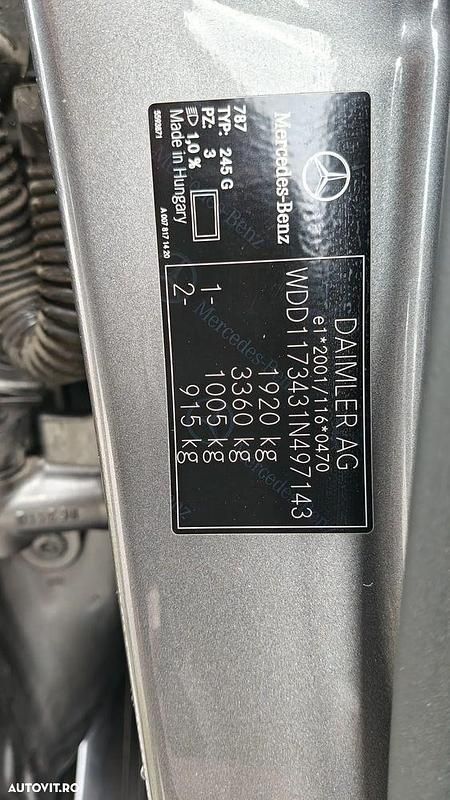 Mercedes-Benz
787
TYP: 245 G
PZ: 3
1,0 %
Made in Hungary
A 007 817 14 20
DAIMLER AG
e1*2001/116*0470
WDD1173431N497143
1920 kg
3360 kg
1- 1005 kg
2- 915 kg
AUTOVIT.RO